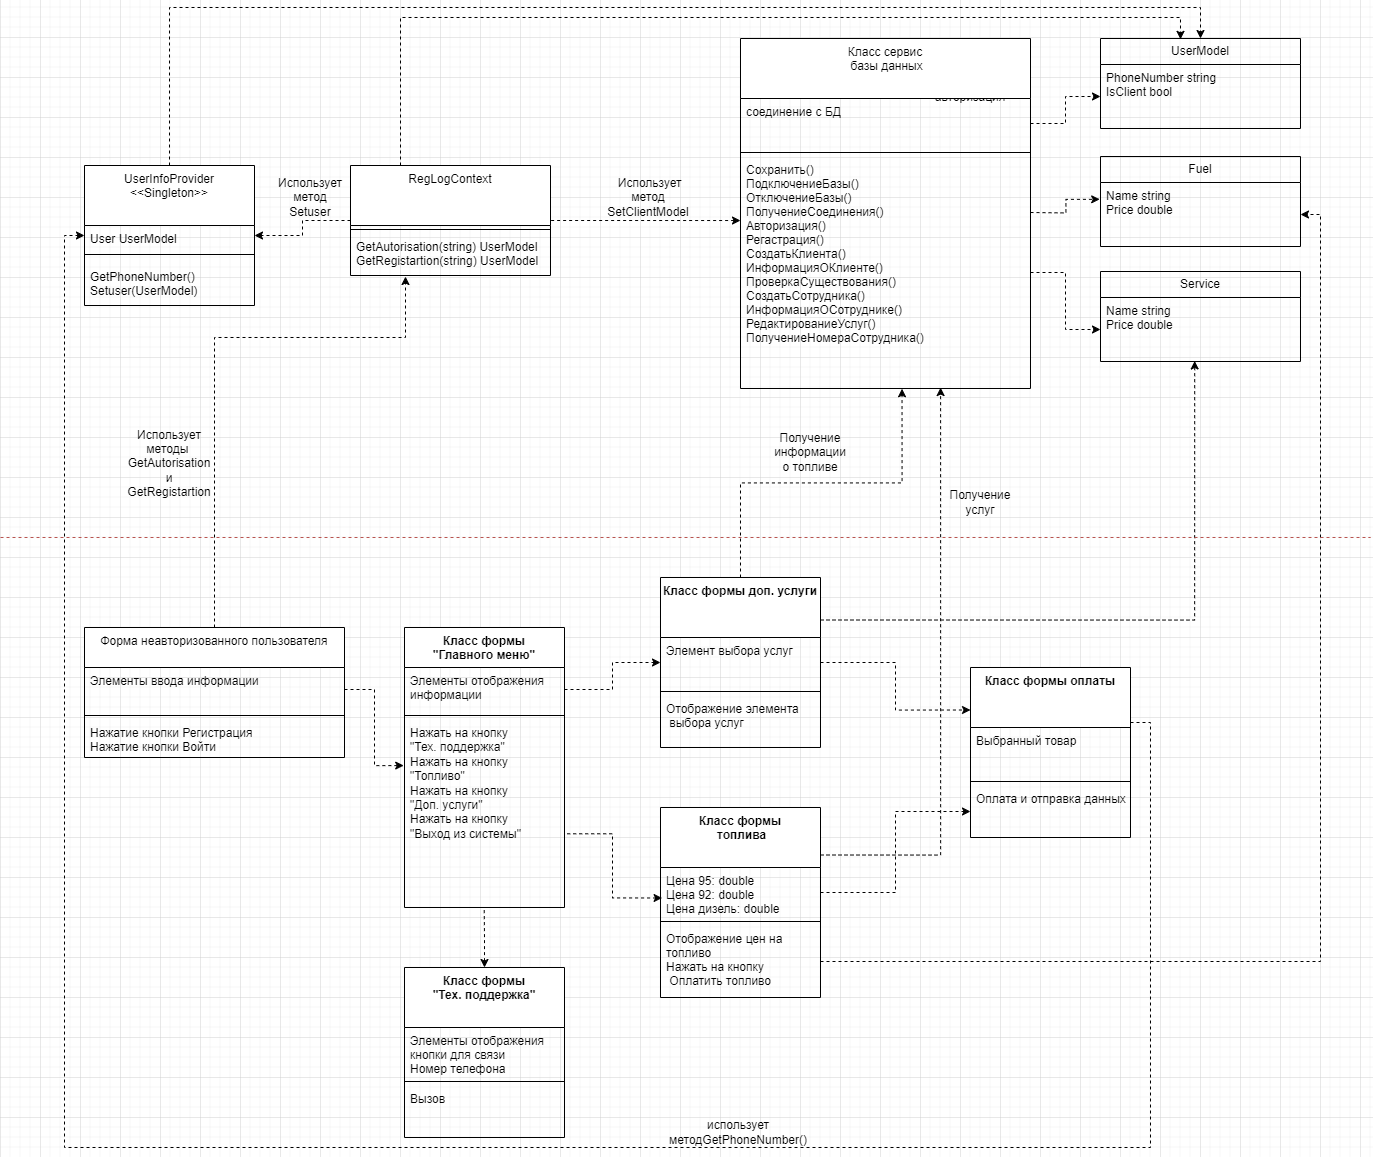 Класс сервис
базы данных
авторизация
соединение с БД
Сохранить()
ПодключениеБазы()
ОтключениеБазы()
ПолучениеСоединения()
Авторизация()
Регастрация()
СоздатьКлиента()
ИнформацияОКлиенте()
ПроверкаСуществования()
СоздатьСотрудника()
ИнформацияОСотруднике()
РедактированиеУслуг()
ПолучениеНомераСотрудника()
UserModel
PhoneNumber string
IsClient bool
Fuel
Name string
Price double
Service
Name string
Price double
UserInfoProvider
<<Singleton>>
User UserModel
GetPhoneNumber()
Setuser(UserModel)
Использует
метод
Setuser
RegLogContext
GetAutorisation(string) UserModel
GetRegistartion(string) UserModel
Использует
метод
SetClientModel
Использует
методы
GetAutorisation
и
GetRegistartion
Получение
информации
о топливе
Получение
услуг
Форма неавторизованного пользователя
Элементы ввода информации
Нажатие кнопки Регистрация
Нажатие кнопки Войти
Класс формы
"Главного меню"
Элементы отображения
информации
Нажать на кнопку
"Тех. поддержка"
Нажать на кнопку
"Топливо"
Нажать на кнопку
"Доп. услуги"
Нажать на кнопку
"Выход из системы"
Класс формы доп. услуги
Элемент выбора услуг
Отображение элемента
выбора услуг
Класс формы оплаты
Выбранный товар
Оплата и отправка данных
Класс формы
топлива
Цена 95: double
Цена 92: double
Цена дизель: double
Отображение цен на
топливо
Нажать на кнопку
Оплатить топливо
Класс формы
"Тех. поддержка"
Элементы отображения
кнопки для связи
Номер телефона
Вызов
использует
методGetPhoneNumber()